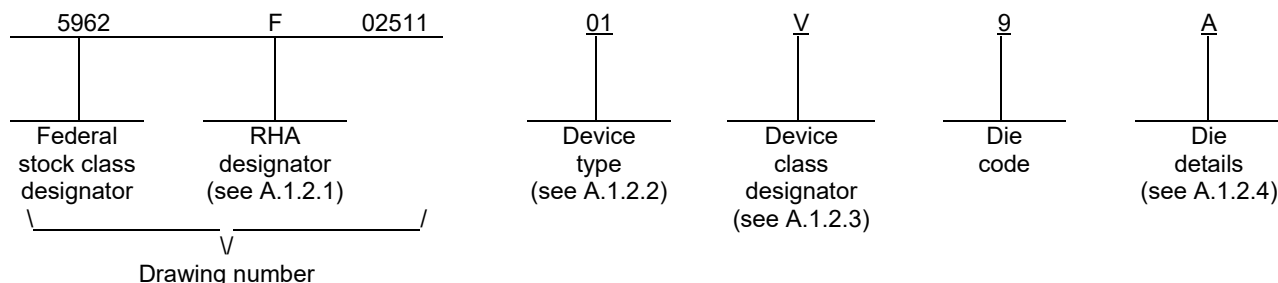 5962 F 02511 01 V 9 A
Federal stock class designator
RHA designator (see A.1.2.1)
Device type (see A.1.2.2)
Device class designator (see A.1.2.3)
Die code
Die details (see A.1.2.4)
Drawing number